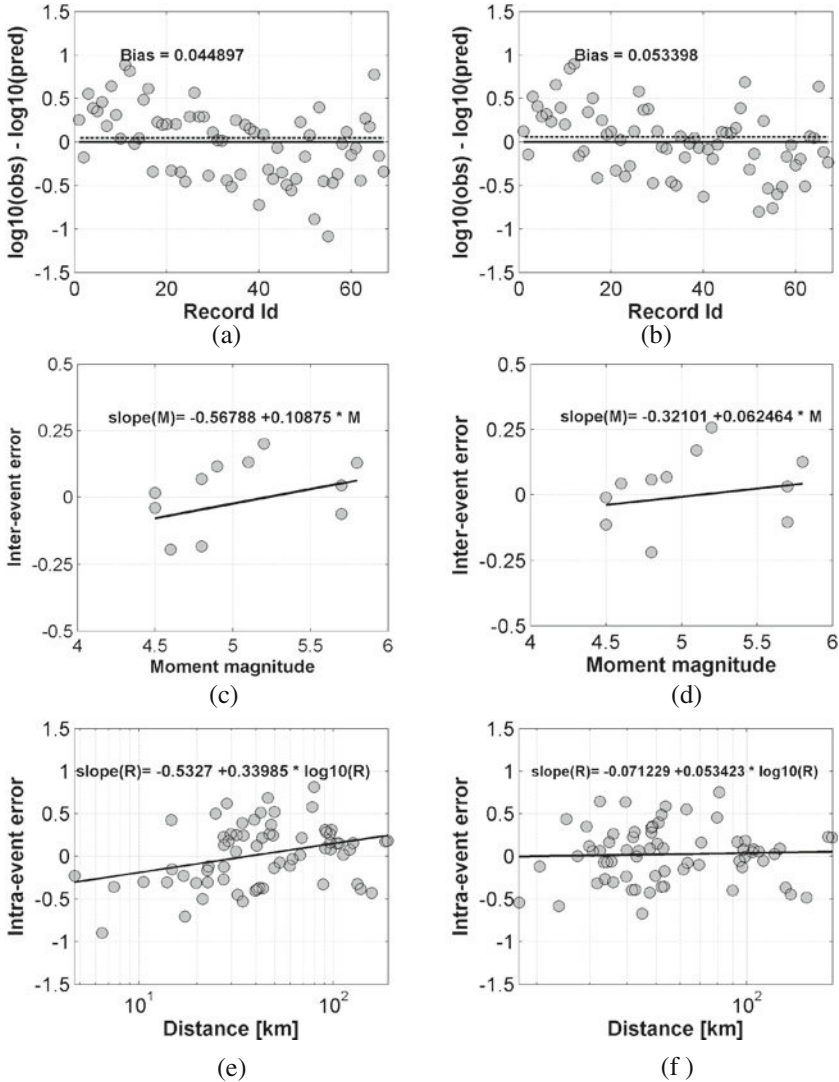 1.5
1
0.5
0
-0.5
-1
-1.5
log10(obs) - log10(pred)
Bias = 0.044897
0 20 40 60
Record Id
(a)
1.5
1
0.5
0
-0.5
-1
-1.5
log10(obs) - log10(pred)
Bias = 0.053398
0 20 40 60
Record Id
(b)
0.5
0.25
0
-0.25
-0.5
Inter-event error
slope(M)= -0.56788 +0.10875 * M
4 4.5 5 5.5 6
Moment magnitude
(c)
0.5
0.25
0
-0.25
-0.5
Inter-event error
slope(M)= -0.32101 +0.062464 * M
4 4.5 5 5.5 6
Moment magnitude
(d)
1.5
1
0.5
0
-0.5
-1
-1.5
Intra-event error
slope(R)= -0.5327 +0.33985 * log10(R)
10^1 10^2
Distance [km]
(e)
1.5
1
0.5
0
-0.5
-1
-1.5
Intra-event error
slope(R)= -0.071229 +0.053423 * log10(R)
10^2
Distance [km]
(f)